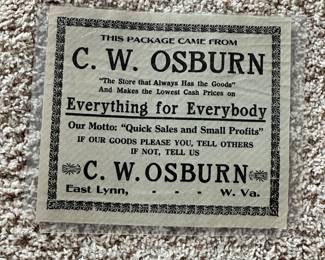 THIS PACKAGE CAME FROM
C. W. OSBURN
"The Store that Always Has the Goods"
And Makes the Lowest Cash Prices on
Everything for Everybody
Our Motto: "Quick Sales and Small Profits"
IF OUR GOODS PLEASE YOU, TELL OTHERS
IF NOT, TELL US
C. W. OSBURN
East Lynn, - - - W. Va.